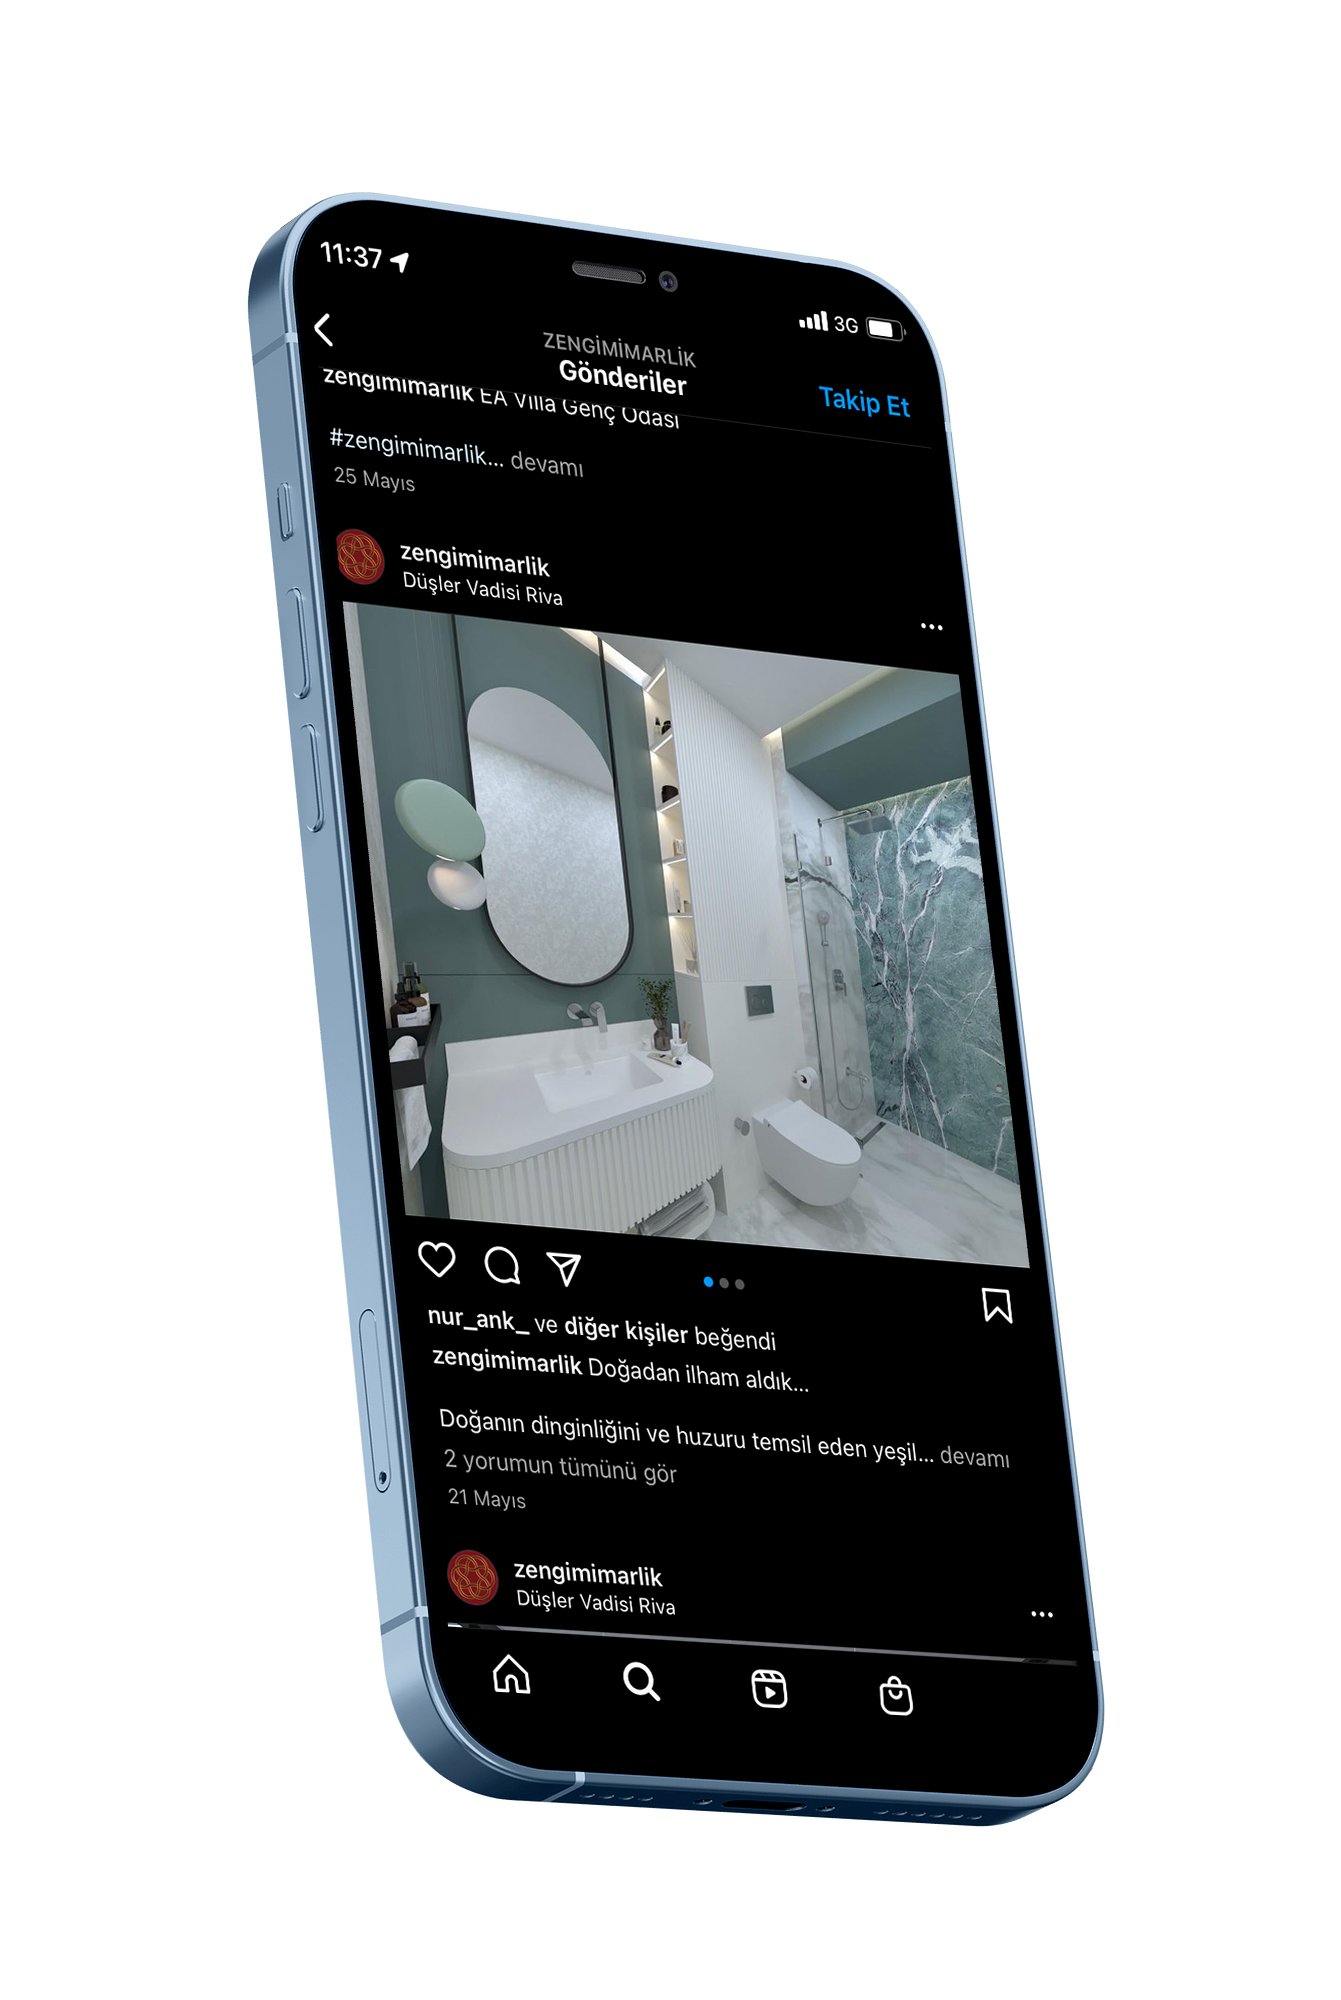 11:37
3G
ZENGİMİMARLİK
Gönderiler
Takip Et
zengimimarlik EA Villa Genç Odası
#zengimimarlik... devamı
25 Mayıs
zengimimarlik
Düşler Vadisi Riva
nur_ank_ ve diğer kişiler beğendi
zengimimarlik Doğadan ilham aldık...
Doğanın dinginliğini ve huzuru temsil eden yeşil... devamı
2 yorumun tümünü gör
21 Mayıs
zengimimarlik
Düşler Vadisi Riva